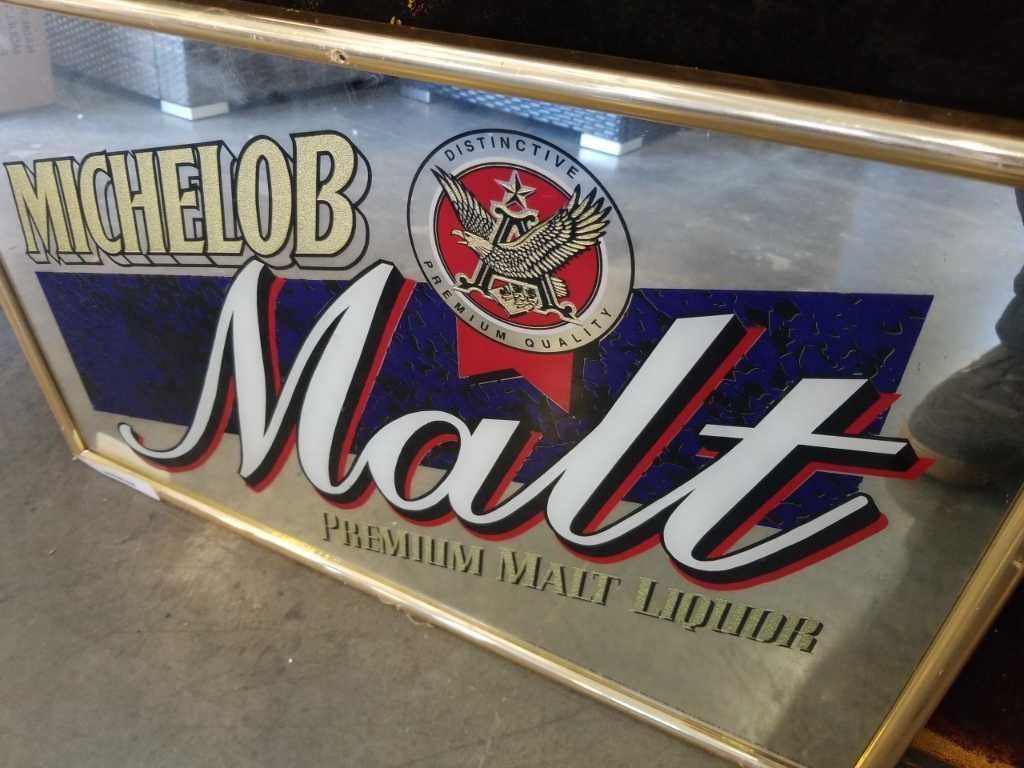 MICHELOB
DISTINCTIVE
A
PREMIUM QUALITY
Malt
PREMIUM MALT LIQUOR